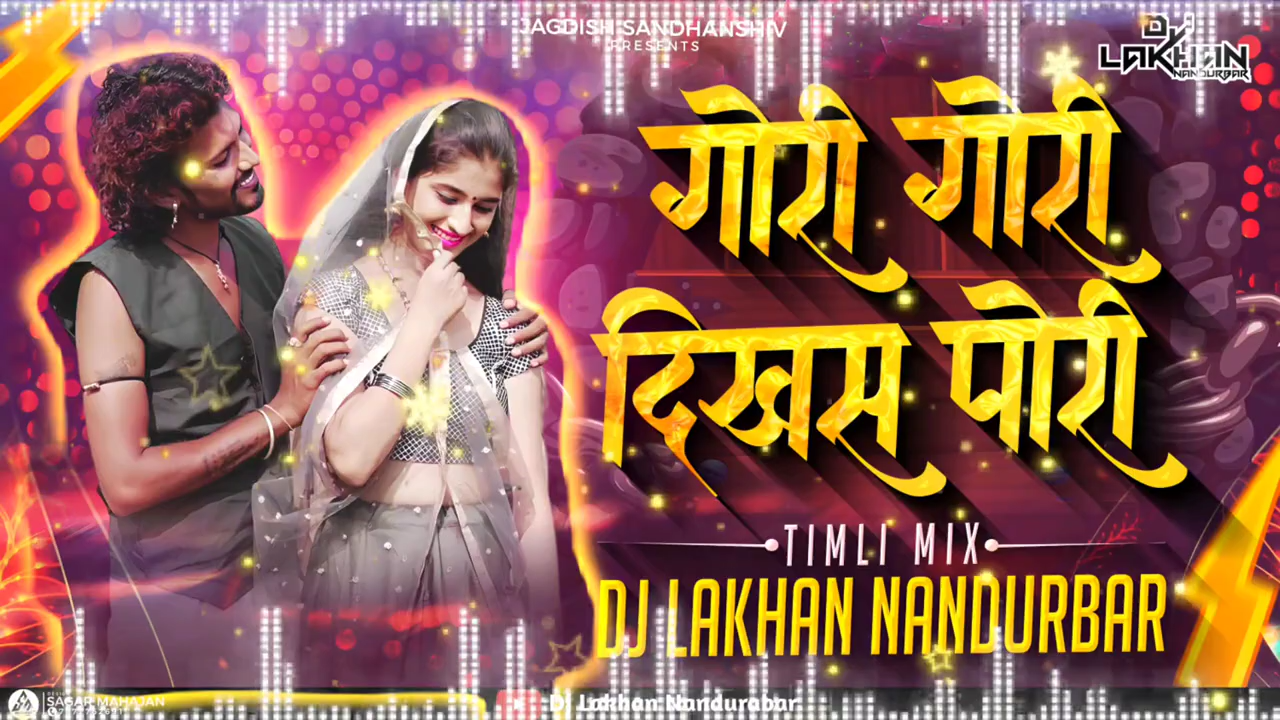 JAGDISH SANDHANSHIV
PRESENTS
DJ
LAKHAN
NANDURBAR
गोरी गोरी
दिखस पोरी
TIMLI MIX
DJ LAKHAN NANDURBAR
SAGAR MAHAJAN
Dj Lakhan Nandurabar